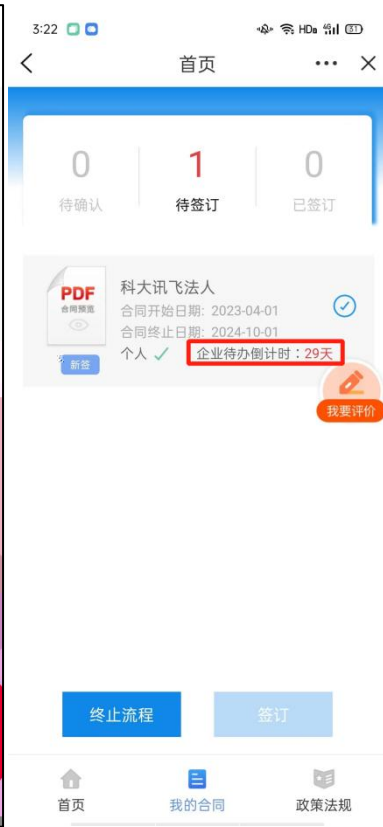 3:22 HD 4G 51
首页
0 1 0
待确认 待签订 已签订
PDF
合同预览
新签
科大讯飞法人
合同开始日期: 2023-04-01
合同终止日期: 2024-10-01
个人 企业待办倒计时：29天
我要评价
终止流程 签订
首页 我的合同 政策法规